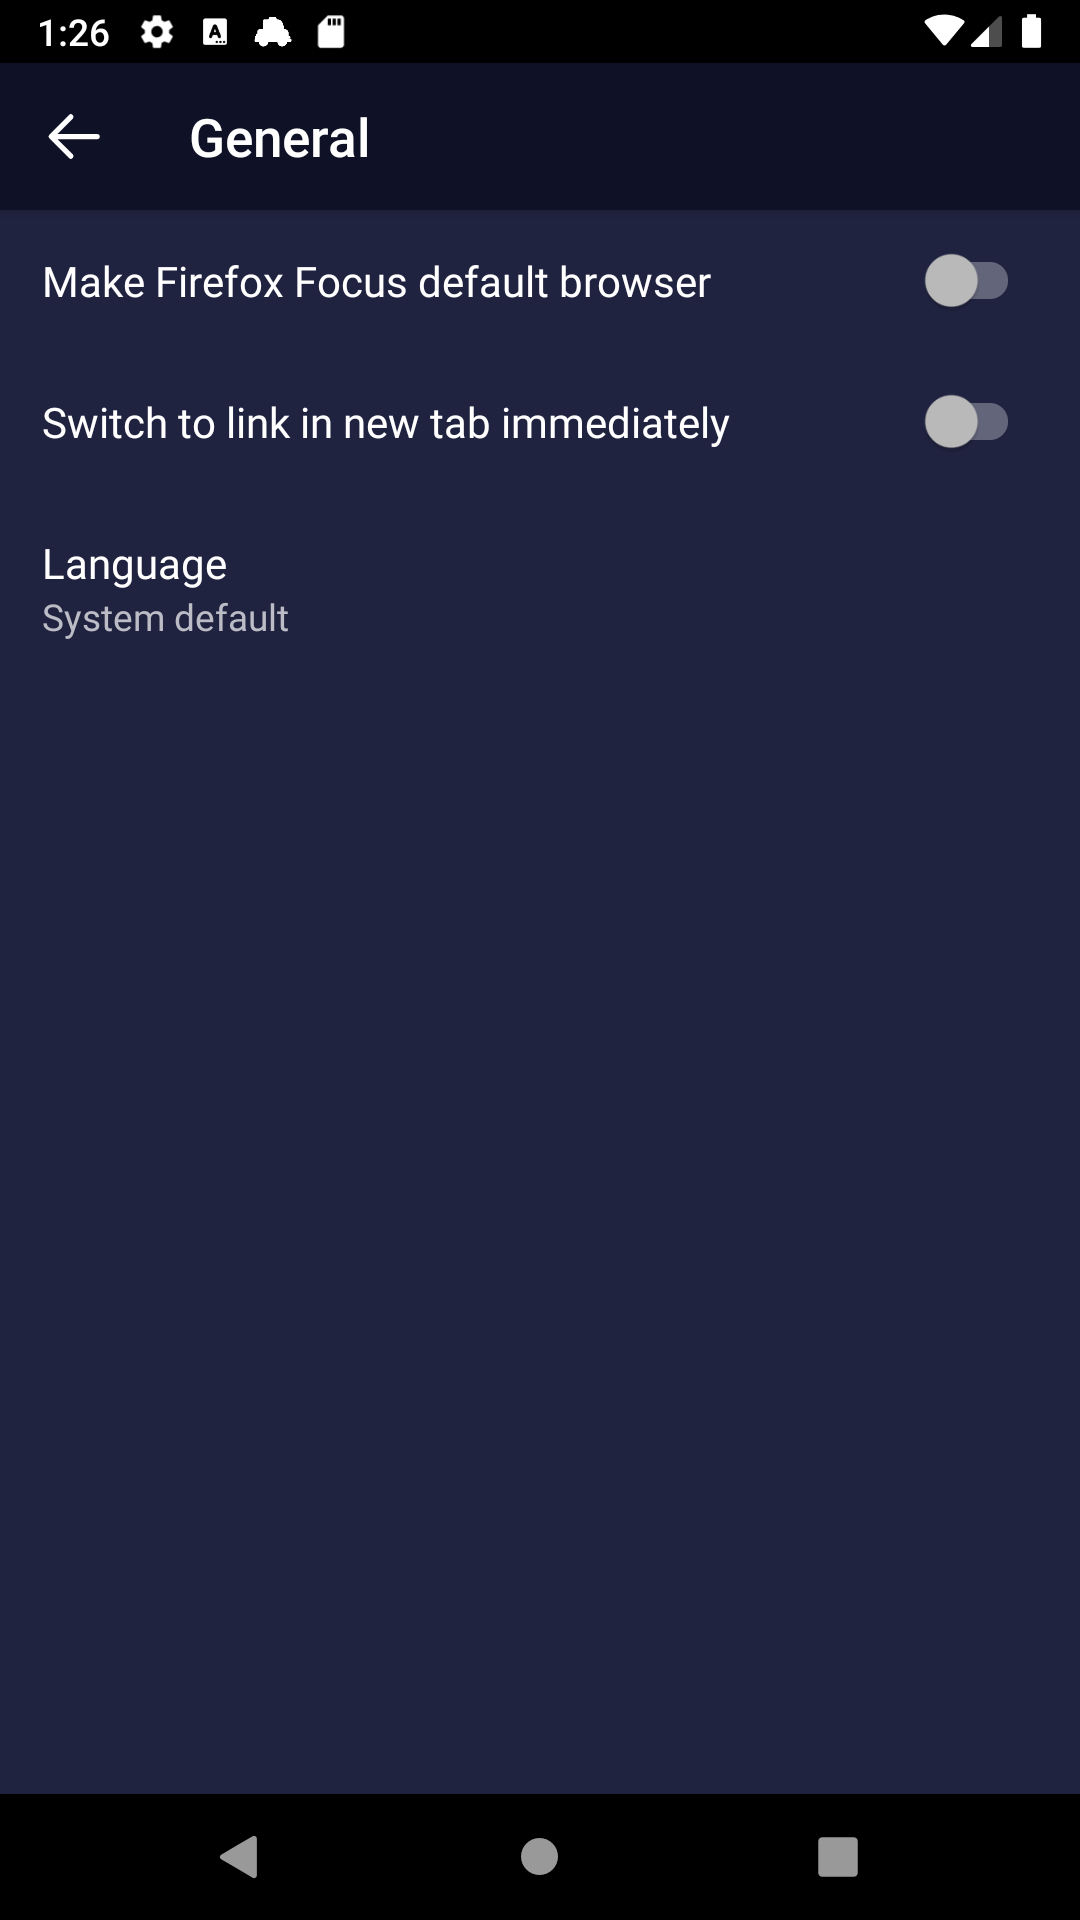 1:26
General
Make Firefox Focus default browser
Switch to link in new tab immediately
Language
System default